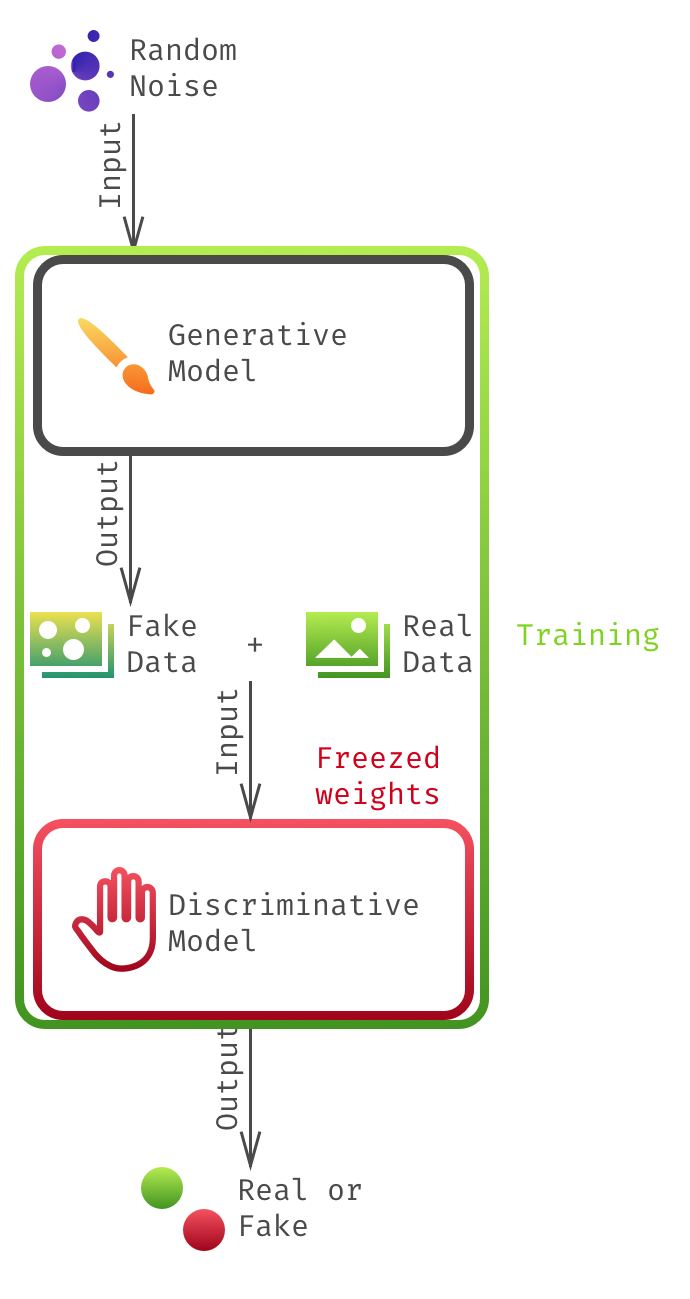 Random
Noise
Input
Generative
Model
Output
Fake
Data
+
Real
Data
Training
Input
Freezed
weights
Discriminative
Model
Output
Real or
Fake